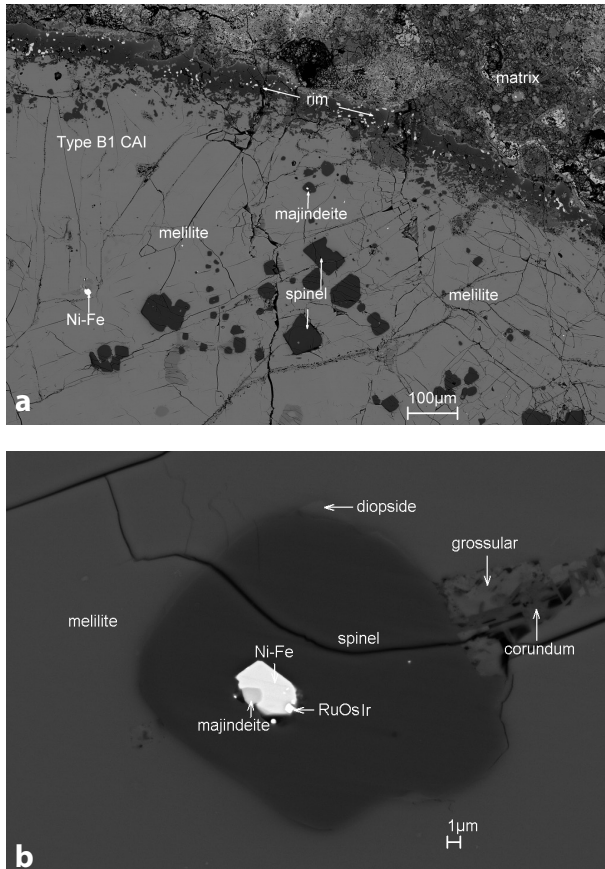 matrix
rim
Type B1 CAI
majindeite
melilite
spinel
melilite
Ni-Fe
100µm
a
diopside
grossular
melilite
spinel
corundum
Ni-Fe
RuOsIr
majindeite
1µm
b